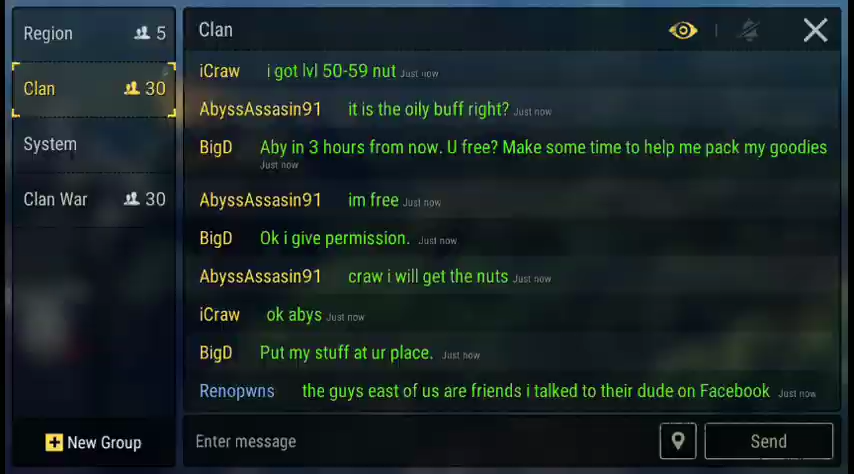 Region 5
Clan 30
System
Clan War 30
New Group
Clan
iCraw i got lvl 50-59 nut Just now
AbyssAssasin91 it is the oily buff right? Just now
BigD Aby in 3 hours from now. U free? Make some time to help me pack my goodies
Just now
AbyssAssasin91 im free Just now
BigD Ok i give permission. Just now
AbyssAssasin91 craw i will get the nuts Just now
iCraw ok abys Just now
BigD Put my stuff at ur place. Just now
Renopwns the guys east of us are friends i talked to their dude on Facebook Just now
Enter message Send